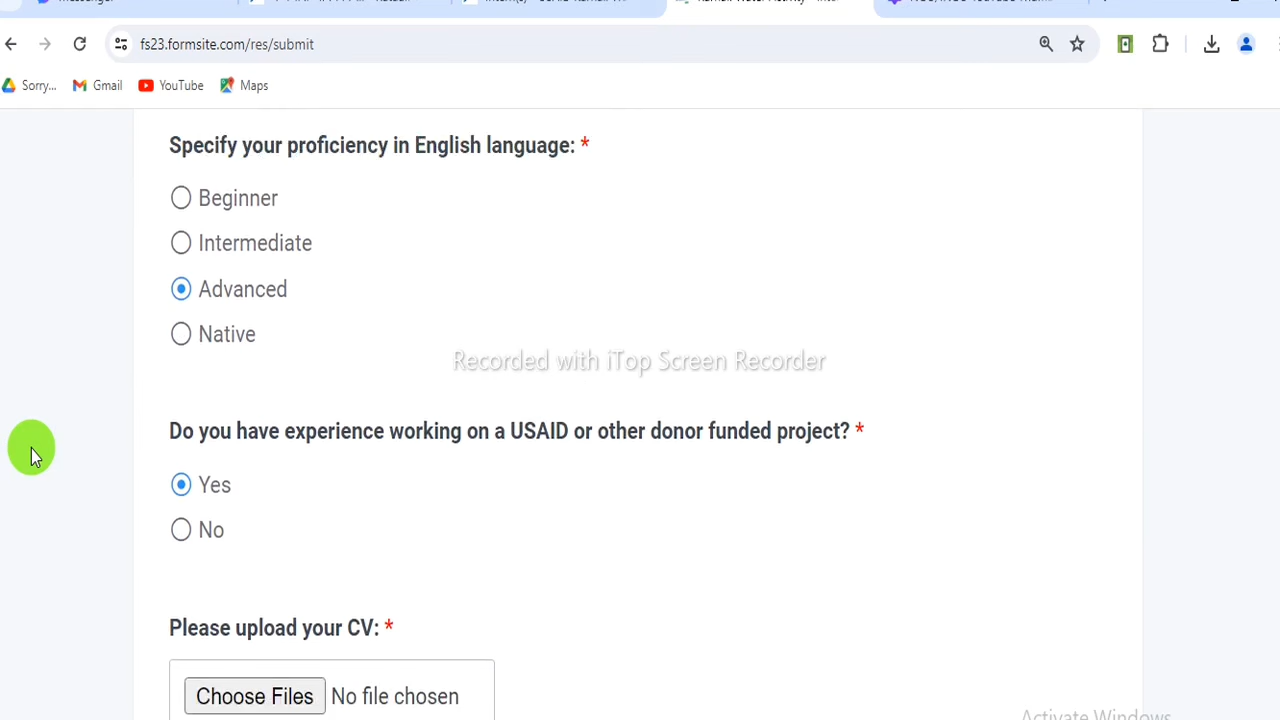 fs23.formsite.com/res/submit
Sorry...
Gmail
YouTube
Maps
Specify your proficiency in English language: *
Beginner
Intermediate
Advanced
Native
Recorded with iTop Screen Recorder
Do you have experience working on a USAID or other donor funded project? *
Yes
No
Please upload your CV: *
Choose Files No file chosen
Activate Windows